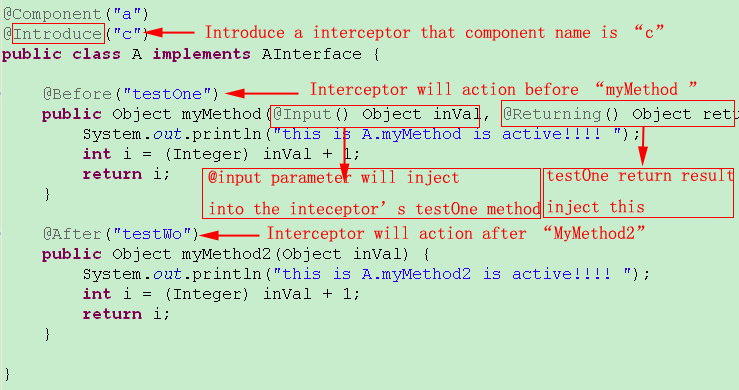 @Component("a")
@Introduce("c") Introduce a interceptor that component name is “c”
public class A implements AInterface {
@Before("testOne") Interceptor will action before “myMethod ”
public Object myMethod(@Input() Object inVal, @Returning() Object retu
System.out.println("this is A.myMethod is active!!!! ");
int i = (Integer) inVal + 1;
return i;
@input parameter will inject
into the inteceptor’s testOne method
testOne return result
inject this
}
@After("testWo") Interceptor will action after “MyMethod2”
public Object myMethod2(Object inVal) {
System.out.println("this is A.myMethod2 is active!!!! ");
int i = (Integer) inVal + 1;
return i;
}
}